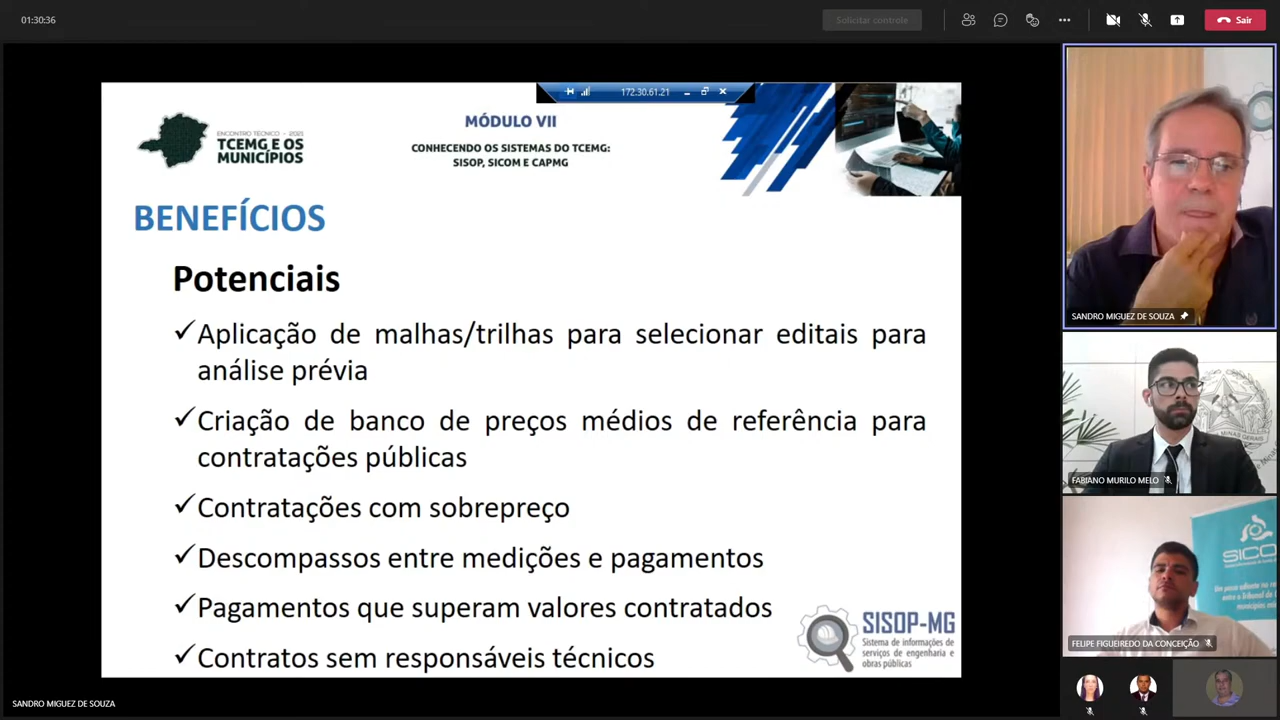 01:30:36
Solicitar controle
Sair
172.30.61.21
ENCONTRO TÉCNICO - 2021
TCEMG E OS
MUNICÍPIOS
MÓDULO VII
CONHECENDO OS SISTEMAS DO TCEMG:
SISOP, SICOM E CAPMG
BENEFÍCIOS
Potenciais
✓Aplicação de malhas/trilhas para selecionar editais para
análise prévia
✓Criação de banco de preços médios de referência para
contratações públicas
✓Contratações com sobrepreço
✓Descompassos entre medições e pagamentos
✓Pagamentos que superam valores contratados
✓Contratos sem responsáveis técnicos
SISOP-MG
Sistema de informações de
serviços de engenharia e
obras públicas
SANDRO MIGUEZ DE SOUZA
MINAS GERAIS
FABIANO MURILO MELO
SICO
FELIPE FIGUEIREDO DA CONCEIÇÃO
SANDRO MIGUEZ DE SOUZA